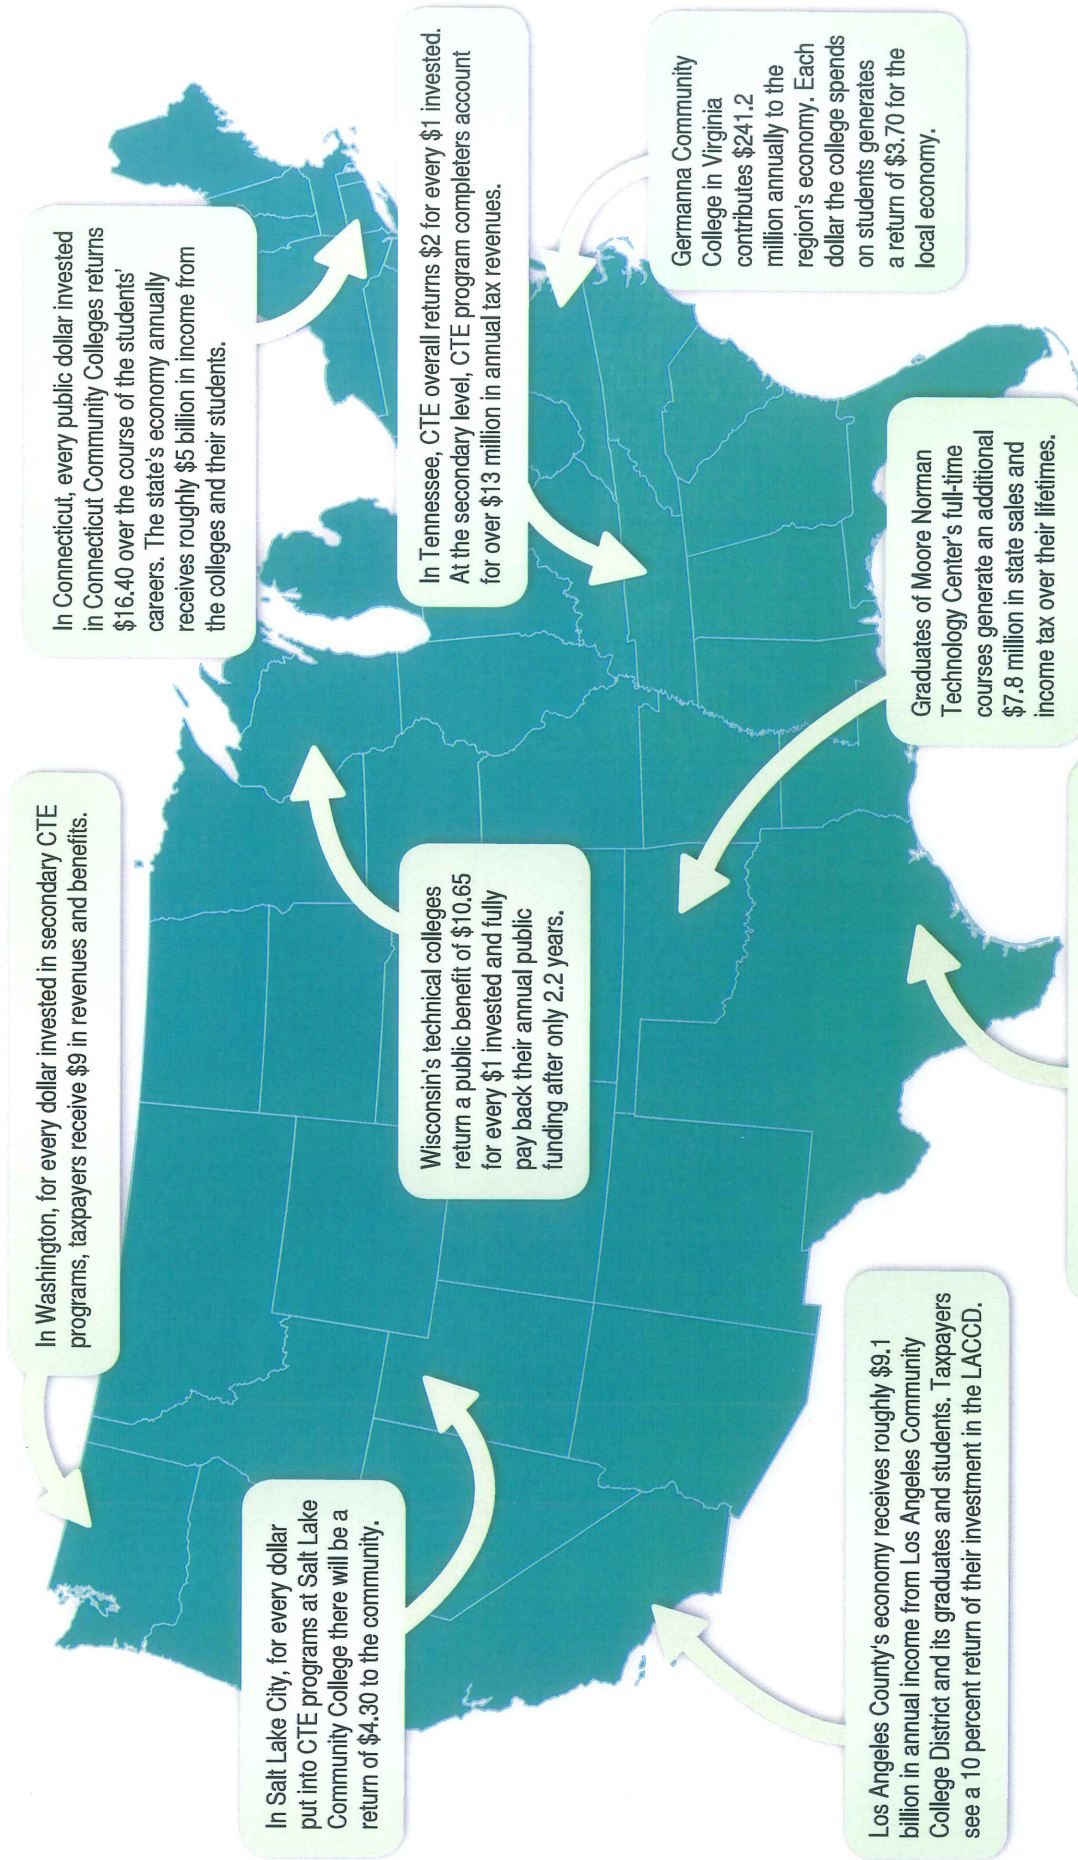 In Washington, for every dollar invested in secondary CTE
programs, taxpayers receive $9 in revenues and benefits.
In Connecticut, every public dollar invested
in Connecticut Community Colleges returns
$16.40 over the course of the students'
careers. The state's economy annually
receives roughly $5 billion in income from
the colleges and their students.
In Salt Lake City, for every dollar
put into CTE programs at Salt Lake
Community College there will be a
return of $4.30 to the community.
Wisconsin's technical colleges
return a public benefit of $10.65
for every $1 invested and fully
pay back their annual public
funding after only 2.2 years.
In Tennessee, CTE overall returns $2 for every $1 invested.
At the secondary level, CTE program completers account
for over $13 million in annual tax revenues.
Germanna Community
College in Virginia
contributes $241.2
million annually to the
region's economy. Each
dollar the college spends
on students generates
a return of $3.70 for the
local economy.
Los Angeles County's economy receives roughly $9.1
billion in annual income from Los Angeles Community
College District and its graduates and students. Taxpayers
see a 10 percent return of their investment in the LACCD.
Graduates of Moore Norman
Technology Center's full-time
courses generate an additional
$7.8 million in state sales and
income tax over their lifetimes.